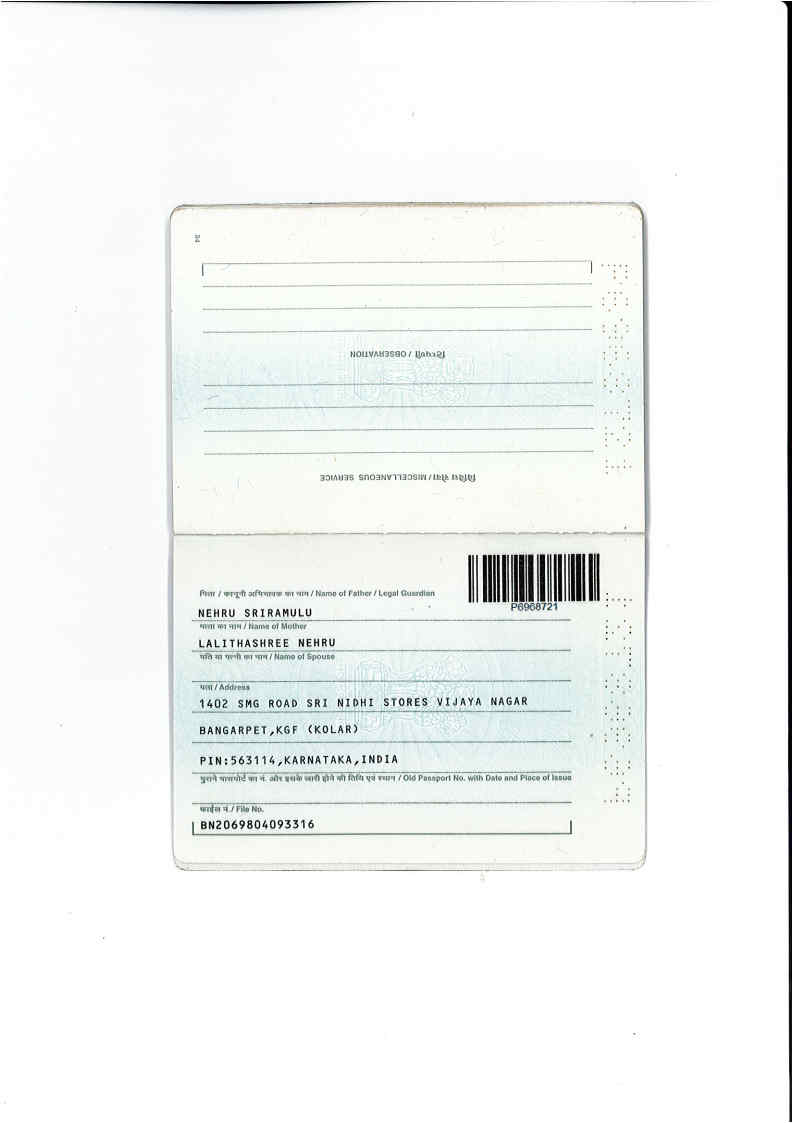 34
टिप्पणी / OBSERVATION
विविध सेवा / MISCELLANEOUS SERVICE
पिता / कानूनी अभिभावक का नाम / Name of Father / Legal Guardian
P6968721
NEHRU SRIRAMULU
माता का नाम / Name of Mother
LALITHASHREE NEHRU
पति या पत्नी का नाम / Name of Spouse
पता / Address
1402 SMG ROAD SRI NIDHI STORES VIJAYA NAGAR
BANGARPET,KGF (KOLAR)
PIN:563114,KARNATAKA,INDIA
पुराने पासपोर्ट का नं. और इसके जारी होने की तिथि एवं स्थान / Old Passport No. with Date and Place of Issue
फाईल नं./ File No.
BN2069804093316